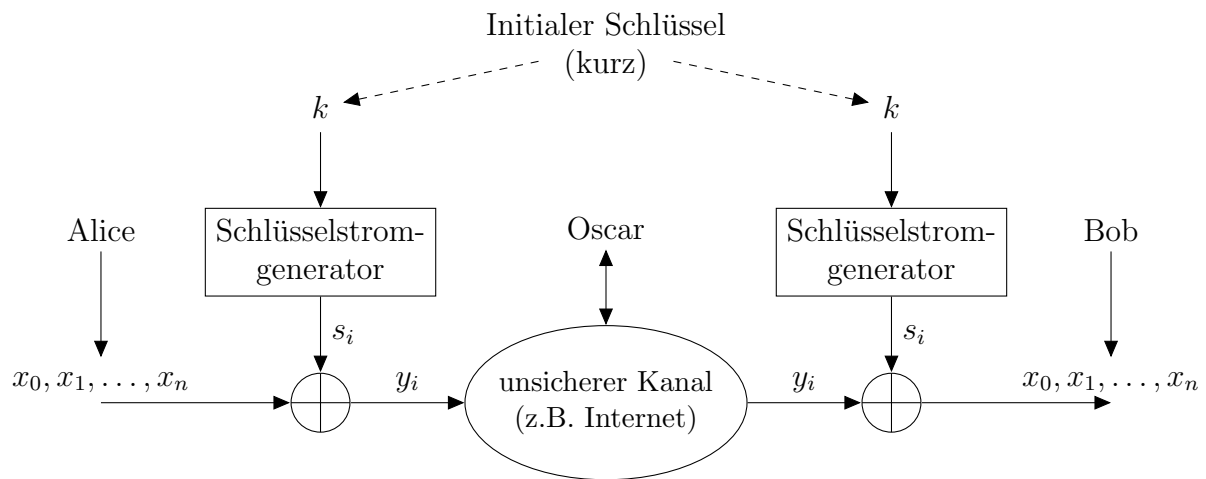 Initialer Schlüssel
(kurz)
k
k
Alice
Schlüsselstrom-
generator
Oscar
Schlüsselstrom-
generator
Bob
s_i
s_i
x_0, x_1, . . . , x_n
y_i
unsicherer Kanal
(z.B. Internet)
y_i
x_0, x_1, . . . , x_n